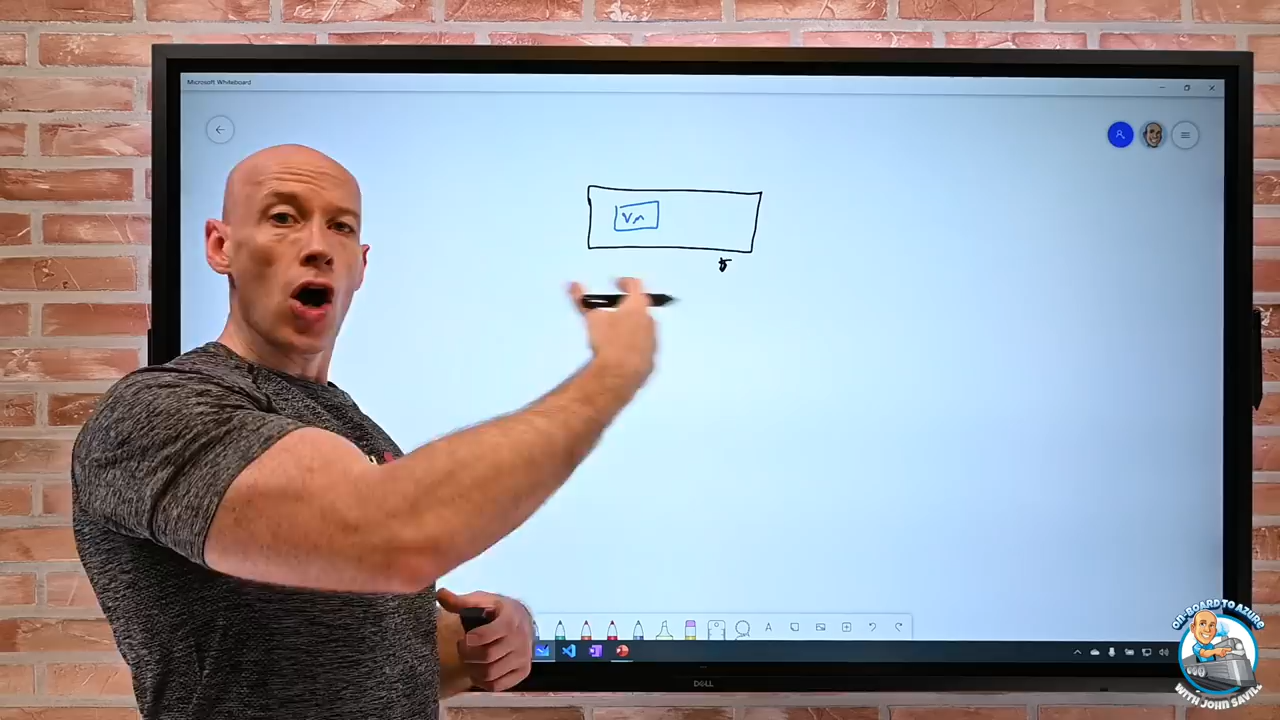 Microsoft Whiteboard
VM
DELL
ON-BOARD TO AZURE
WITH JOHN SAVILL